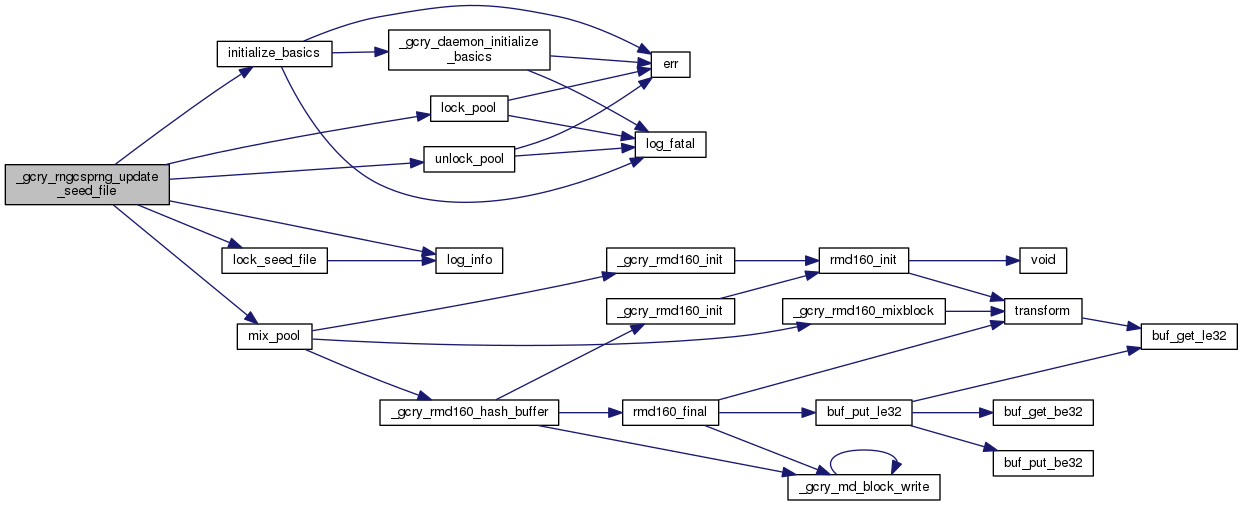 initialize_basics
_gcry_daemon_initialize
_basics
err
lock_pool
log_fatal
unlock_pool
_gcry_rngcsprng_update
_seed_file
lock_seed_file
log_info
_gcry_rmd160_init
rmd160_init
void
_gcry_rmd160_init
_gcry_rmd160_mixblock
transform
mix_pool
buf_get_le32
_gcry_rmd160_hash_buffer
rmd160_final
buf_put_le32
buf_get_be32
buf_put_be32
_gcry_md_block_write